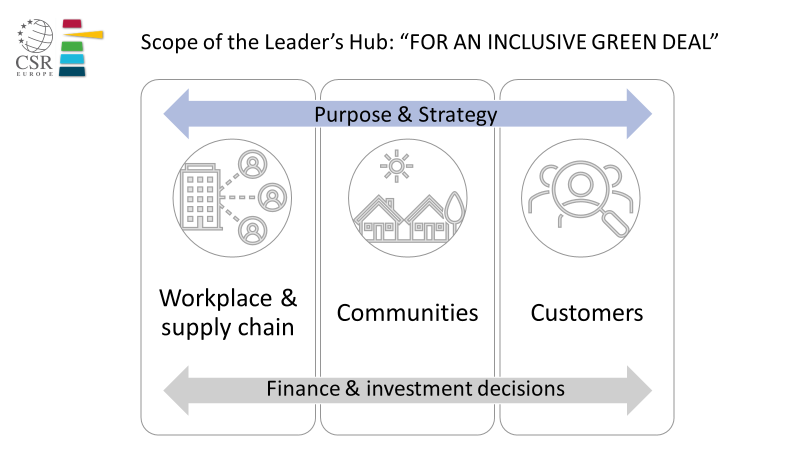 CSR
EUROPE
Scope of the Leader’s Hub: “FOR AN INCLUSIVE GREEN DEAL”
Purpose & Strategy
Workplace &
supply chain
Communities
Customers
Finance & investment decisions